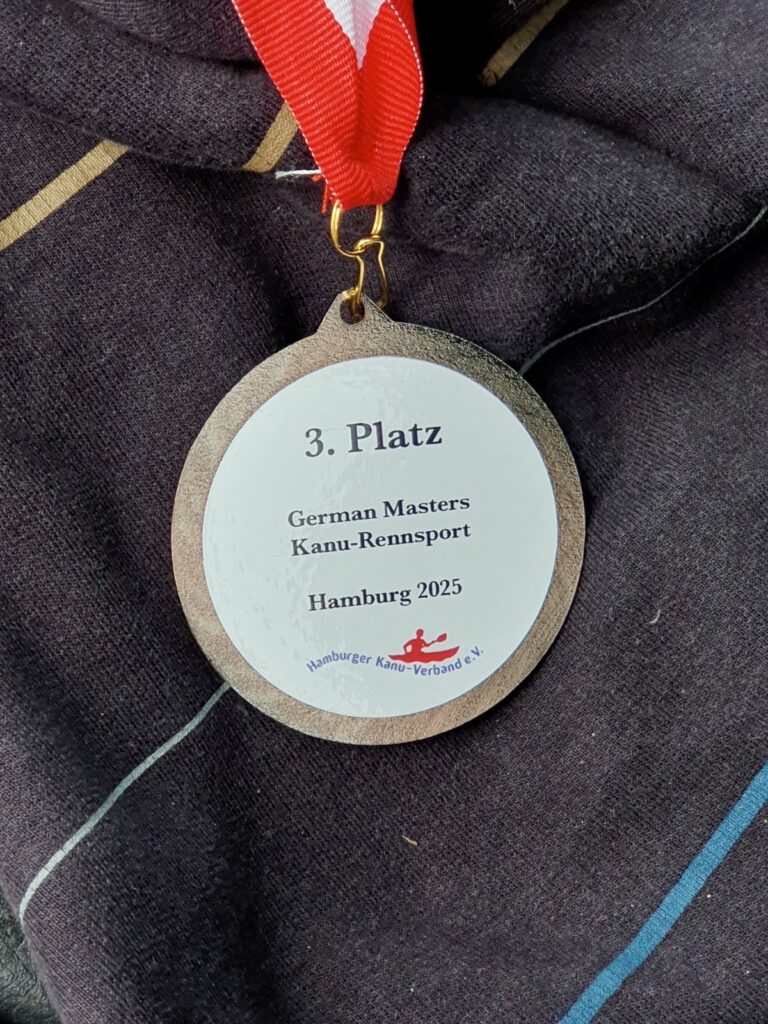 3. Platz
German Masters
Kanu-Rennsport
Hamburg 2025
Hamburger Kanu-Verband e.V.